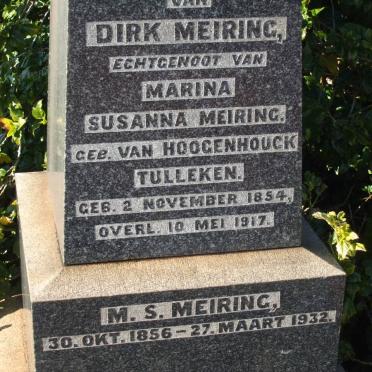 VAN
DIRK MEIRING,
ECHTGENOOT VAN
MARINA
SUSANNA MEIRING.
GEB. VAN HOOGENHOUCK
TULLEKEN.
GEB. 2 NOVEMBER 1854,
OVERL. 10 MEI 1917.
M. S. MEIRING,
30. OKT. 1856 – 27. MAART 1932.